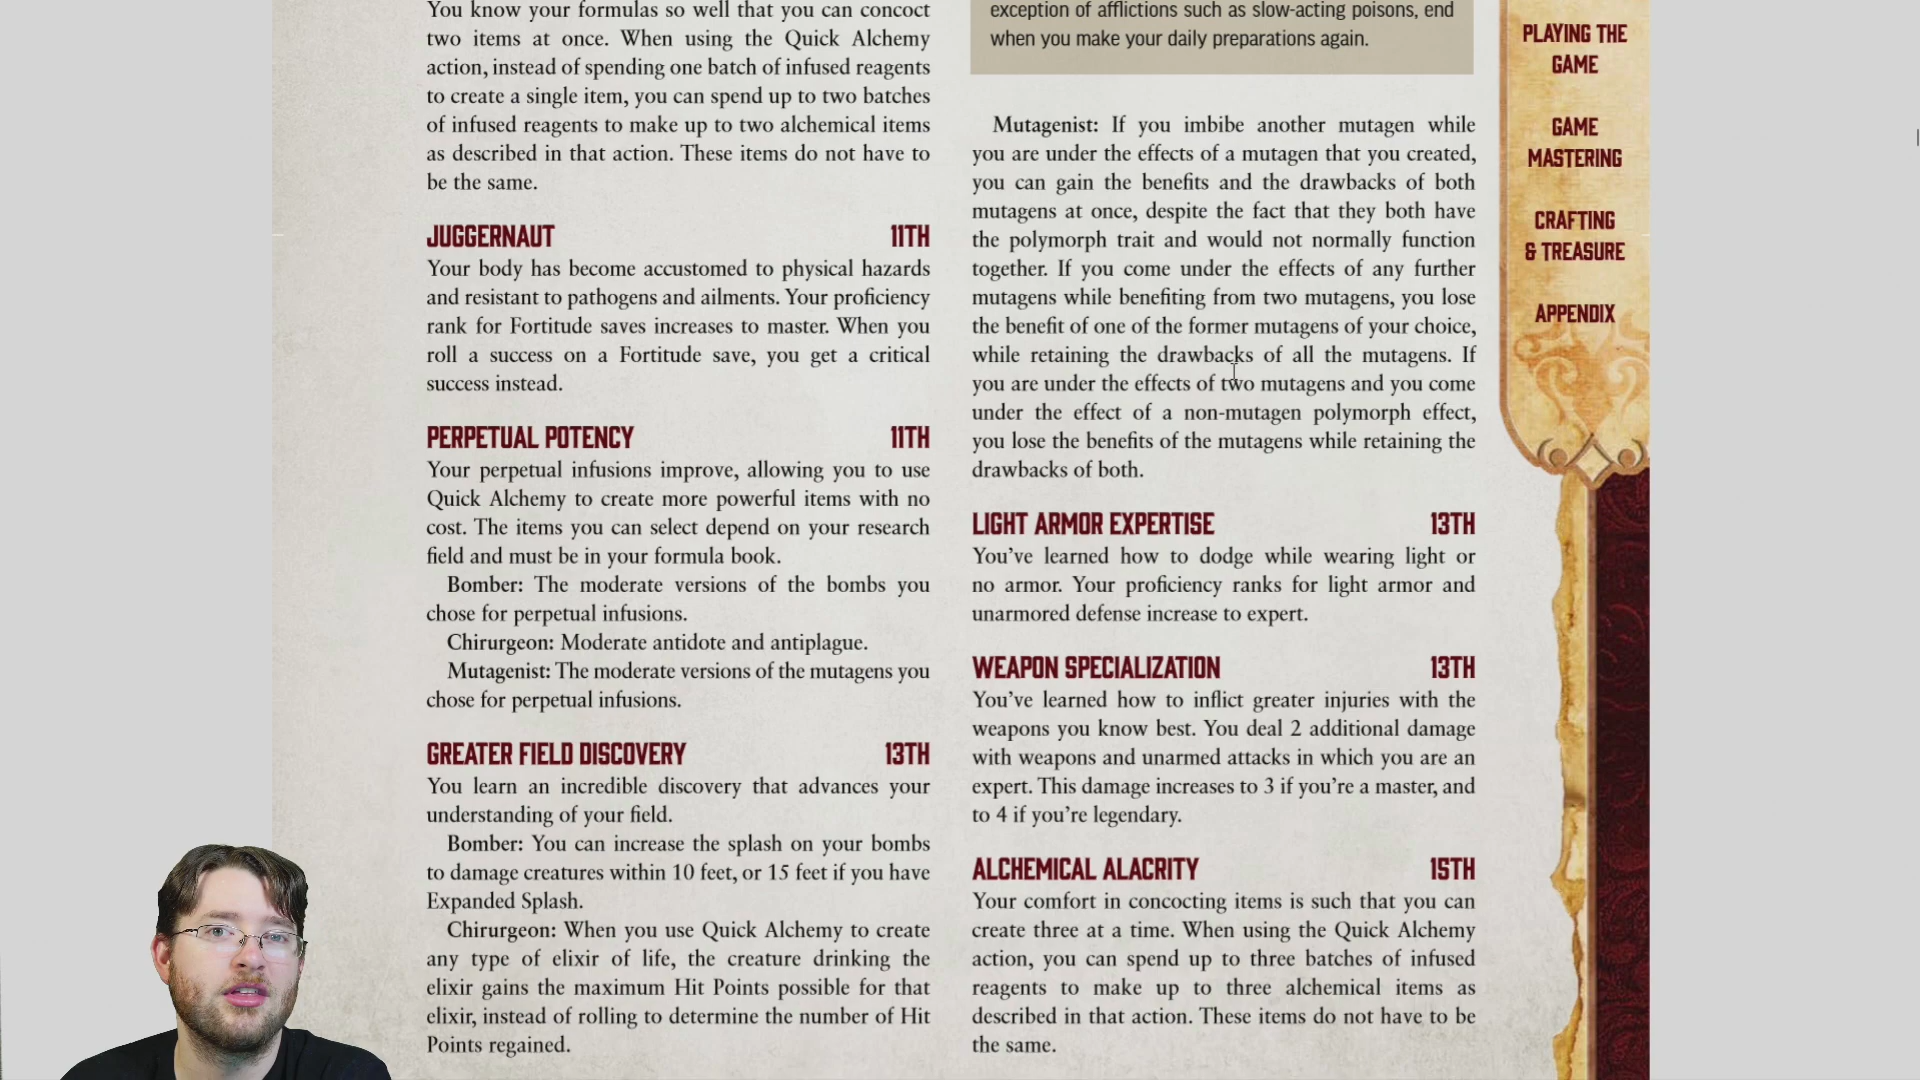 You know your formulas so well that you can concoct
two items at once. When using the Quick Alchemy
action, instead of spending one batch of infused reagents
to create a single item, you can spend up to two batches
of infused reagents to make up to two alchemical items
as described in that action. These items do not have to
be the same.
JUGGERNAUT 11TH
Your body has become accustomed to physical hazards
and resistant to pathogens and ailments. Your proficiency
rank for Fortitude saves increases to master. When you
roll a success on a Fortitude save, you get a critical
success instead.
PERPETUAL POTENCY 11TH
Your perpetual infusions improve, allowing you to use
Quick Alchemy to create more powerful items with no
cost. The items you can select depend on your research
field and must be in your formula book.
Bomber: The moderate versions of the bombs you
chose for perpetual infusions.
Chirurgeon: Moderate antidote and antiplague.
Mutagenist: The moderate versions of the mutagens you
chose for perpetual infusions.
GREATER FIELD DISCOVERY 13TH
You learn an incredible discovery that advances your
understanding of your field.
Bomber: You can increase the splash on your bombs
to damage creatures within 10 feet, or 15 feet if you have
Expanded Splash.
Chirurgeon: When you use Quick Alchemy to create
any type of elixir of life, the creature drinking the
elixir gains the maximum Hit Points possible for that
elixir, instead of rolling to determine the number of Hit
Points regained.
exception of afflictions such as slow-acting poisons, end
when you make your daily preparations again.
Mutagenist: If you imbibe another mutagen while
you are under the effects of a mutagen that you created,
you can gain the benefits and the drawbacks of both
mutagens at once, despite the fact that they both have
the polymorph trait and would not normally function
together. If you come under the effects of any further
mutagens while benefiting from two mutagens, you lose
the benefit of one of the former mutagens of your choice,
while retaining the drawbacks of all the mutagens. If
you are under the effects of two mutagens and you come
under the effect of a non-mutagen polymorph effect,
you lose the benefits of the mutagens while retaining the
drawbacks of both.
LIGHT ARMOR EXPERTISE 13TH
You've learned how to dodge while wearing light or
no armor. Your proficiency ranks for light armor and
unarmored defense increase to expert.
WEAPON SPECIALIZATION 13TH
You've learned how to inflict greater injuries with the
weapons you know best. You deal 2 additional damage
with weapons and unarmed attacks in which you are an
expert. This damage increases to 3 if you're a master, and
to 4 if you're legendary.
ALCHEMICAL ALACRITY 15TH
Your comfort in concocting items is such that you can
create three at a time. When using the Quick Alchemy
action, you can spend up to three batches of infused
reagents to make up to three alchemical items as
described in that action. These items do not have to be
the same.
PLAYING THE
GAME
GAME
MASTERING
CRAFTING
& TREASURE
APPENDIX